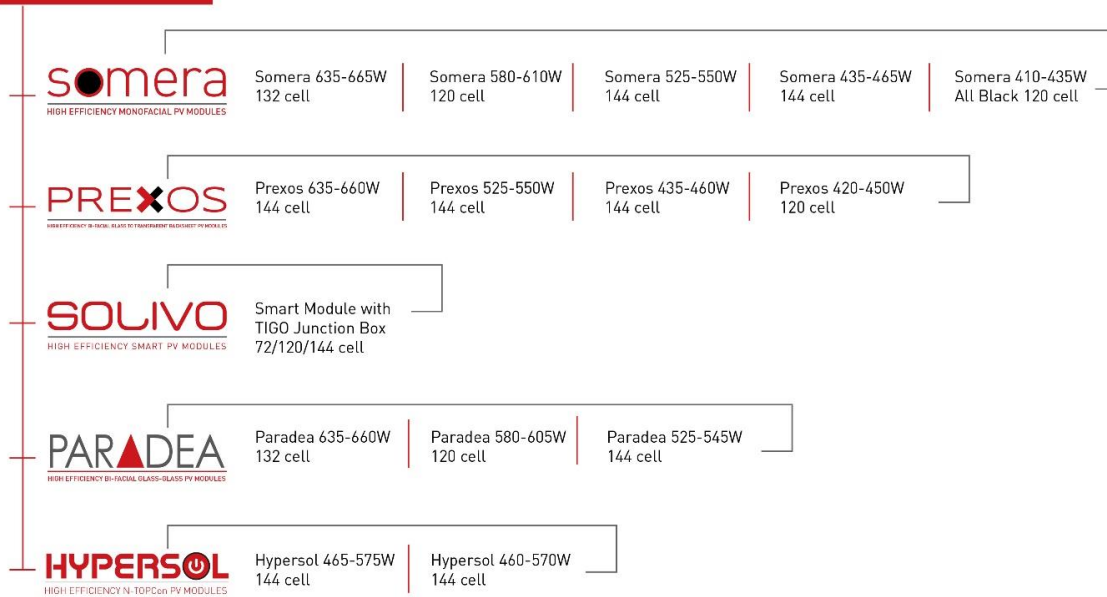 somera
HIGH EFFICIENCY MONOFACIAL PV MODULES
Somera 635-665W
132 cell
Somera 580-610W
120 cell
Somera 525-550W
144 cell
Somera 435-465W
144 cell
Somera 410-435W
All Black 120 cell
PREXOS
HIGH EFFICIENCY BI-FACIAL GLASS TO TRANSPARENT BACKSHEET PV MODULES
Prexos 635-660W
144 cell
Prexos 525-550W
144 cell
Prexos 435-460W
144 cell
Prexos 420-450W
120 cell
SOLIVO
HIGH EFFICIENCY SMART PV MODULES
Smart Module with
TIGO Junction Box
72/120/144 cell
PARADEA
HIGH EFFICIENCY BI-FACIAL GLASS-GLASS PV MODULES
Paradea 635-660W
132 cell
Paradea 580-605W
120 cell
Paradea 525-545W
144 cell
HYPERSOL
HIGH EFFICIENCY N-TOPCon PV MODULES
Hypersol 465-575W
144 cell
Hypersol 460-570W
144 cell